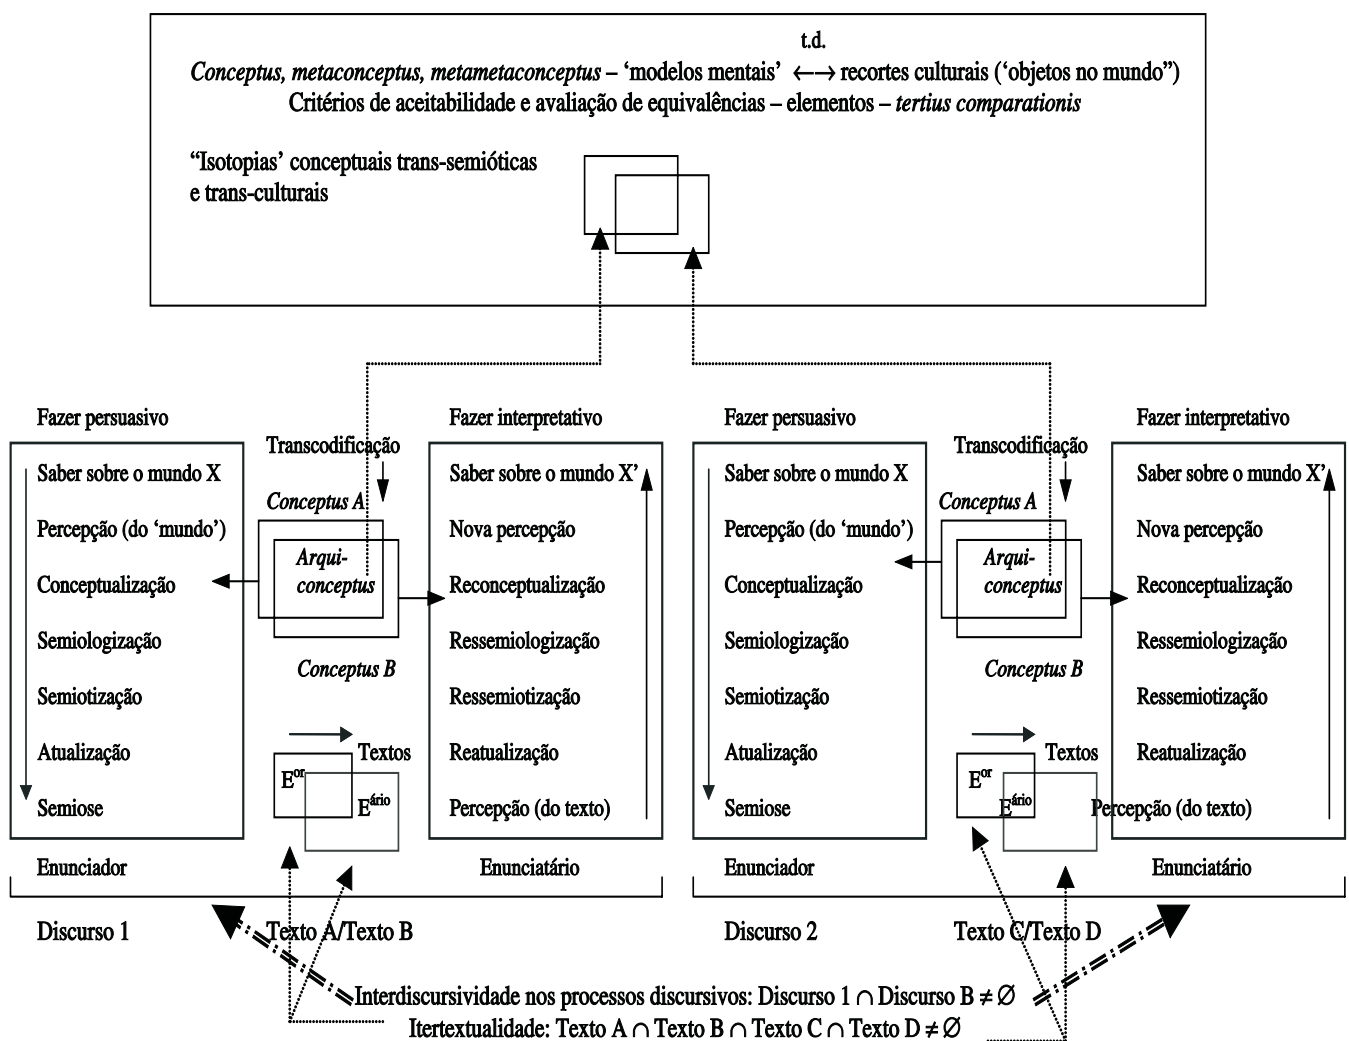 t.d.
Conceptus, metaconceptus, metametaconceptus – ‘modelos mentais’ ←→ recortes culturais (‘objetos no mundo”)
Critérios de aceitabilidade e avaliação de equivalências – elementos – tertius comparationis
“Isotopias’ conceptuais trans-semióticas
e trans-culturais
Fazer persuasivo
Transcodificação
Fazer interpretativo
Saber sobre o mundo X
Conceptus A
Saber sobre o mundo X’
Percepção (do ‘mundo’)
Arqui-
conceptus
Nova percepção
Conceptualização
Reconceptualização
Semiologização
Conceptus B
Ressemiologização
Semiotização
Ressemiotização
Atualização
Textos
Reatualização
Eor
Eário
Semiose
Percepção (do texto)
Enunciador
Enunciatário
Discurso 1
Texto A/Texto B
Fazer persuasivo
Transcodificação
Fazer interpretativo
Saber sobre o mundo X
Conceptus A
Saber sobre o mundo X’
Percepção (do ‘mundo’)
Arqui-
conceptus
Nova percepção
Conceptualização
Reconceptualização
Semiologização
Conceptus B
Ressemiologização
Semiotização
Ressemiotização
Atualização
Textos
Reatualização
Eor
Eário
Semiose
Percepção (do texto)
Enunciador
Enunciatário
Discurso 2
Texto C/Texto D
Interdiscursividade nos processos discursivos: Discurso 1 ∩ Discurso B ≠ ∅
Itertextualidade: Texto A ∩ Texto B ∩ Texto C ∩ Texto D ≠ ∅